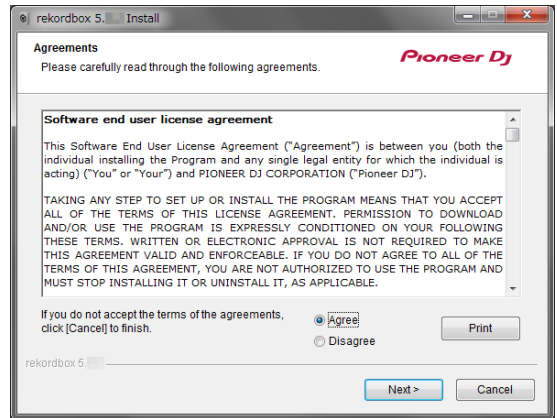 rekordbox 5. Install
Agreements
Please carefully read through the following agreements.
Pioneer Dj
Software end user license agreement
This Software End User License Agreement (“Agreement”) is between you (both the
individual installing the Program and any single legal entity for which the individual is
acting) (“You” or “Your”) and PIONEER DJ CORPORATION (“Pioneer DJ”).
TAKING ANY STEP TO SET UP OR INSTALL THE PROGRAM MEANS THAT YOU ACCEPT
ALL OF THE TERMS OF THIS LICENSE AGREEMENT. PERMISSION TO DOWNLOAD
AND/OR USE THE PROGRAM IS EXPRESSLY CONDITIONED ON YOUR FOLLOWING
THESE TERMS. WRITTEN OR ELECTRONIC APPROVAL IS NOT REQUIRED TO MAKE
THIS AGREEMENT VALID AND ENFORCEABLE. IF YOU DO NOT AGREE TO ALL OF THE
TERMS OF THIS AGREEMENT, YOU ARE NOT AUTHORIZED TO USE THE PROGRAM AND
MUST STOP INSTALLING IT OR UNINSTALL IT, AS APPLICABLE.
If you do not accept the terms of the agreements,
click [Cancel] to finish.
Agree
Disagree
Print
rekordbox 5.
Next >
Cancel